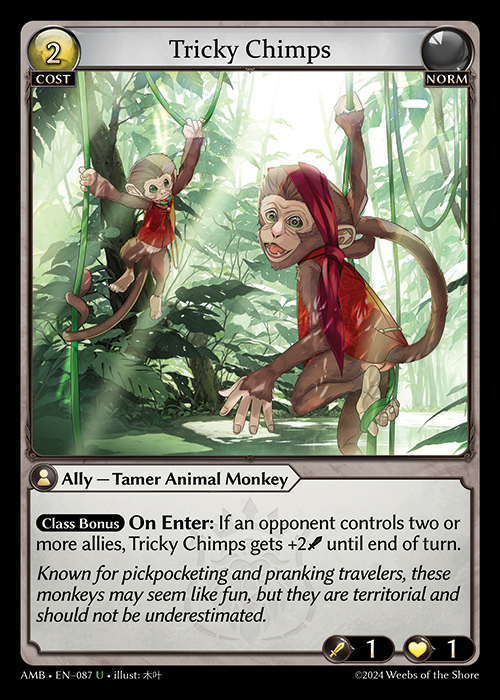 2
Tricky Chimps
COST
NORM
Ally — Tamer Animal Monkey
Class Bonus On Enter: If an opponent controls two or
more allies, Tricky Chimps gets +2 until end of turn.
Known for pickpocketing and pranking travelers, these
monkeys may seem like fun, but they are territorial and
should not be underestimated.
1 1
AMB • EN–087 U • illust: 木叶 ©2024 Weebs of the Shore